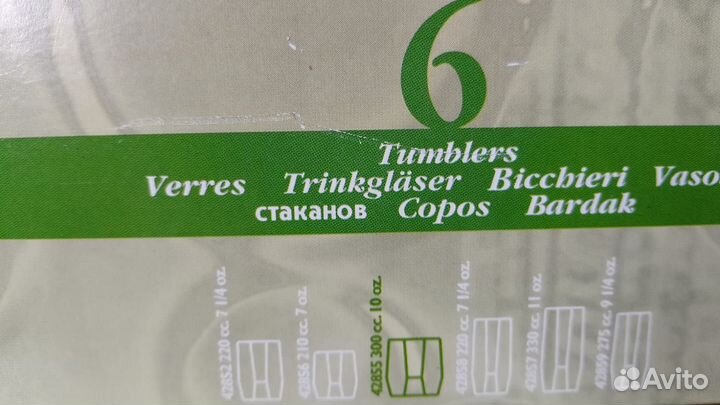 6
Tumblers
Verres Trinkgläser Bicchieri Vaso
стаканов Copos Bardak
42852 220 cc. 7 1/4 oz.
42856 210 cc. 7 oz.
42855 300 cc. 10 oz.
42858 220 cc. 7 1/4 oz.
42857 330 cc. 11 oz.
42859 275 cc. 9 1/4 oz.
Avito